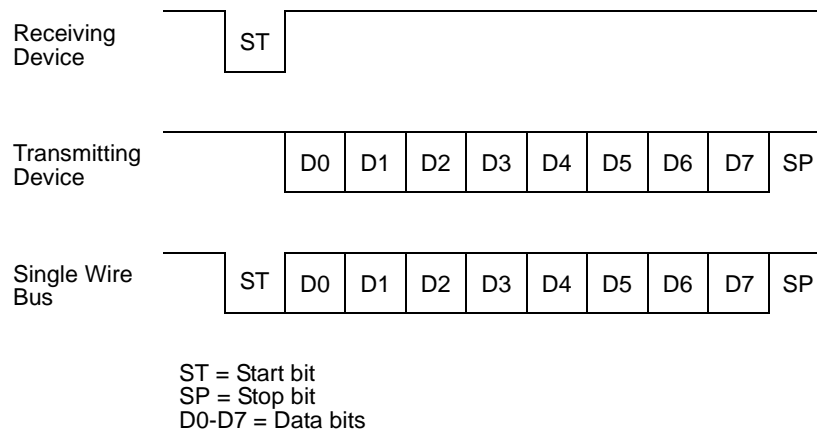 Receiving
Device
ST
Transmitting
Device
D0 D1 D2 D3 D4 D5 D6 D7 SP
Single Wire
Bus
ST D0 D1 D2 D3 D4 D5 D6 D7 SP
ST = Start bit
SP = Stop bit
D0-D7 = Data bits